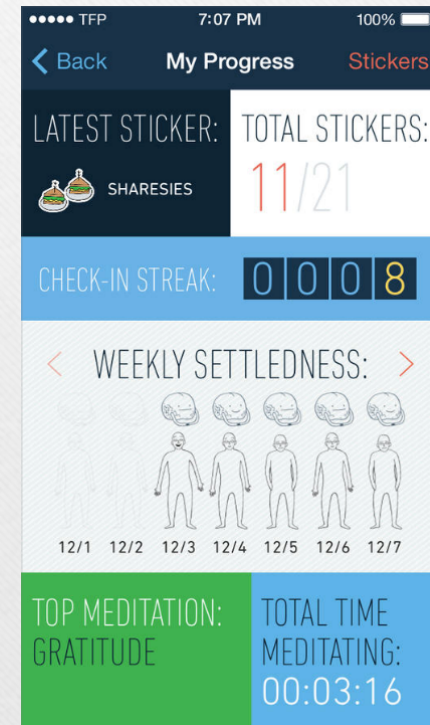 TFP 7:07 PM 100%
Back My Progress Stickers
LATEST STICKER:
SHARESIES
TOTAL STICKERS:
11/21
CHECK-IN STREAK: 0008
WEEKLY SETTLEDNESS:
12/1 12/2 12/3 12/4 12/5 12/6 12/7
TOP MEDITATION:
GRATITUDE
TOTAL TIME
MEDITATING:
00:03:16